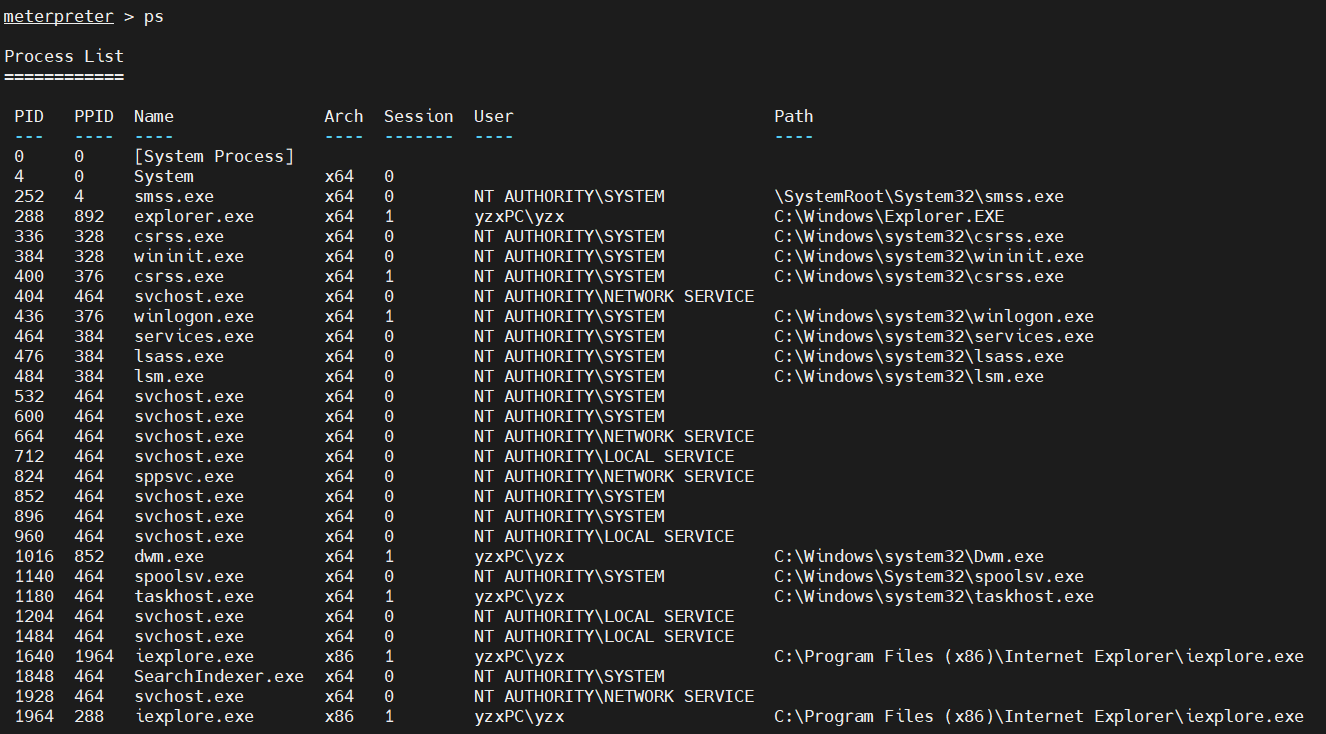 meterpreter > ps
Process List
============
PID PPID Name Arch Session User Path
--- ---- ---- ---- ------- ---- ----
0 0 [System Process]
4 0 System x64 0
252 4 smss.exe x64 0 NT AUTHORITY\SYSTEM \SystemRoot\System32\smss.exe
288 892 explorer.exe x64 1 yzxPC\yzx C:\Windows\Explorer.EXE
336 328 csrss.exe x64 0 NT AUTHORITY\SYSTEM C:\Windows\system32\csrss.exe
384 328 wininit.exe x64 0 NT AUTHORITY\SYSTEM C:\Windows\system32\wininit.exe
400 376 csrss.exe x64 1 NT AUTHORITY\SYSTEM C:\Windows\system32\csrss.exe
404 464 svchost.exe x64 0 NT AUTHORITY\NETWORK SERVICE
436 376 winlogon.exe x64 1 NT AUTHORITY\SYSTEM C:\Windows\system32\winlogon.exe
464 384 services.exe x64 0 NT AUTHORITY\SYSTEM C:\Windows\system32\services.exe
476 384 lsass.exe x64 0 NT AUTHORITY\SYSTEM C:\Windows\system32\lsass.exe
484 384 lsm.exe x64 0 NT AUTHORITY\SYSTEM C:\Windows\system32\lsm.exe
532 464 svchost.exe x64 0 NT AUTHORITY\SYSTEM
600 464 svchost.exe x64 0 NT AUTHORITY\SYSTEM
664 464 svchost.exe x64 0 NT AUTHORITY\NETWORK SERVICE
712 464 svchost.exe x64 0 NT AUTHORITY\LOCAL SERVICE
824 464 sppsvc.exe x64 0 NT AUTHORITY\NETWORK SERVICE
852 464 svchost.exe x64 0 NT AUTHORITY\SYSTEM
896 464 svchost.exe x64 0 NT AUTHORITY\SYSTEM
960 464 svchost.exe x64 0 NT AUTHORITY\LOCAL SERVICE
1016 852 dwm.exe x64 1 yzxPC\yzx C:\Windows\system32\Dwm.exe
1140 464 spoolsv.exe x64 0 NT AUTHORITY\SYSTEM C:\Windows\System32\spoolsv.exe
1180 464 taskhost.exe x64 1 yzxPC\yzx C:\Windows\system32\taskhost.exe
1204 464 svchost.exe x64 0 NT AUTHORITY\LOCAL SERVICE
1484 464 svchost.exe x64 0 NT AUTHORITY\LOCAL SERVICE
1640 1964 iexplore.exe x86 1 yzxPC\yzx C:\Program Files (x86)\Internet Explorer\iexplore.exe
1848 464 SearchIndexer.exe x64 0 NT AUTHORITY\SYSTEM
1928 464 svchost.exe x64 0 NT AUTHORITY\NETWORK SERVICE
1964 288 iexplore.exe x86 1 yzxPC\yzx C:\Program Files (x86)\Internet Explorer\iexplore.exe